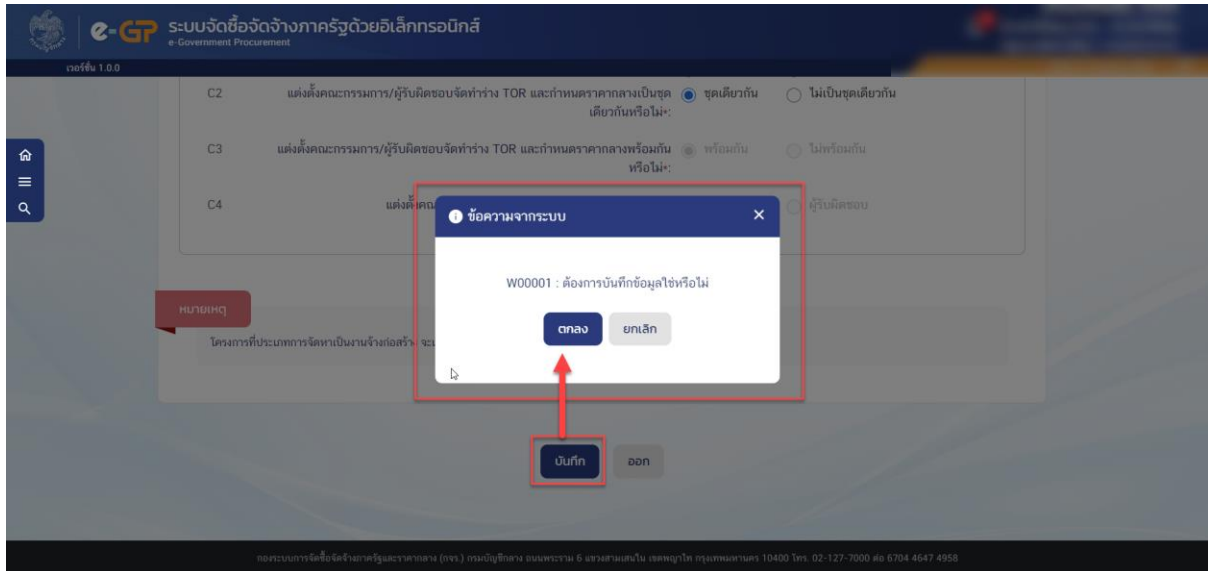 e-GP ระบบจัดซื้อจัดจ้างภาครัฐด้วยอิเล็กทรอนิกส์
e-Government Procurement
เวอร์ชั่น 1.0.0
C2 แต่งตั้งคณะกรรมการ/ผู้รับผิดชอบจัดทำร่าง TOR และกำหนดราคากลางเป็นชุด ชุดเดียวกัน ไม่เป็นชุดเดียวกัน
เดียวกันหรือไม่*:
C3 แต่งตั้งคณะกรรมการ/ผู้รับผิดชอบจัดทำร่าง TOR และกำหนดราคากลางพร้อมกัน พร้อมกัน ไม่พร้อมกัน
หรือไม่*:
C4 แต่งตั้งคณ ผู้รับผิดชอบ
ข้อความจากระบบ
W00001 : ต้องการบันทึกข้อมูลใช่หรือไม่
ตกลง ยกเลิก
หมายเหตุ
โครงการที่ประเภทการจัดหาเป็นงานจ้างก่อสร้าง จะ
บันทึก ออก
กองระบบการจัดซื้อจัดจ้างภาครัฐและราคากลาง (กจร.) กรมบัญชีกลาง ถนนพระราม 6 แขวงสามเสนใน เขตพญาไท กรุงเทพมหานคร 10400 โทร. 02-127-7000 ต่อ 6704 4647 4958